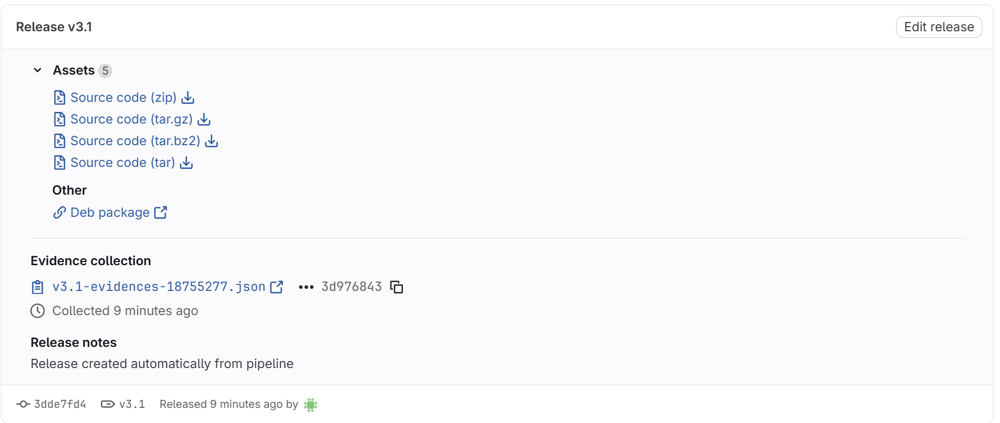 Release v3.1
Edit release
Assets 5
Source code (zip)
Source code (tar.gz)
Source code (tar.bz2)
Source code (tar)
Other
Deb package
Evidence collection
v3.1-evidences-18755277.json ••• 3d976843
Collected 9 minutes ago
Release notes
Release created automatically from pipeline
3dde7fd4 v3.1 Released 9 minutes ago by